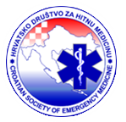 HRVATSKO DRUŠTVO ZA HITNU MEDICINU
CROATIAN SOCIETY OF EMERGENCY MEDICINE